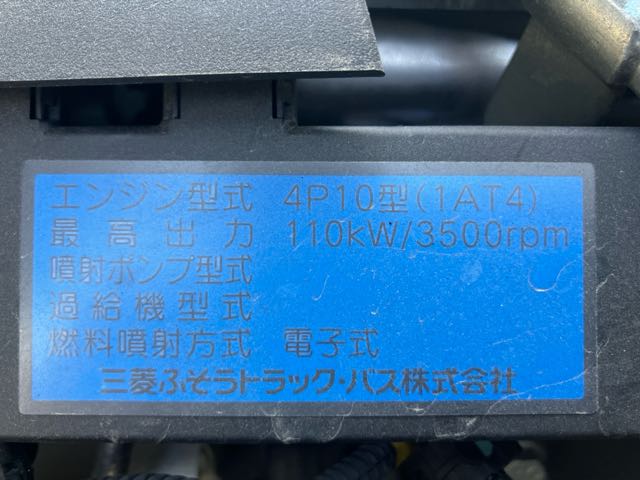 エンジン型式 4P10型(1AT4)
最高出力 110kW/3500rpm
噴射ポンプ型式
過給機型式
燃料噴射方式 電子式
三菱ふそうトラック・バス株式会社